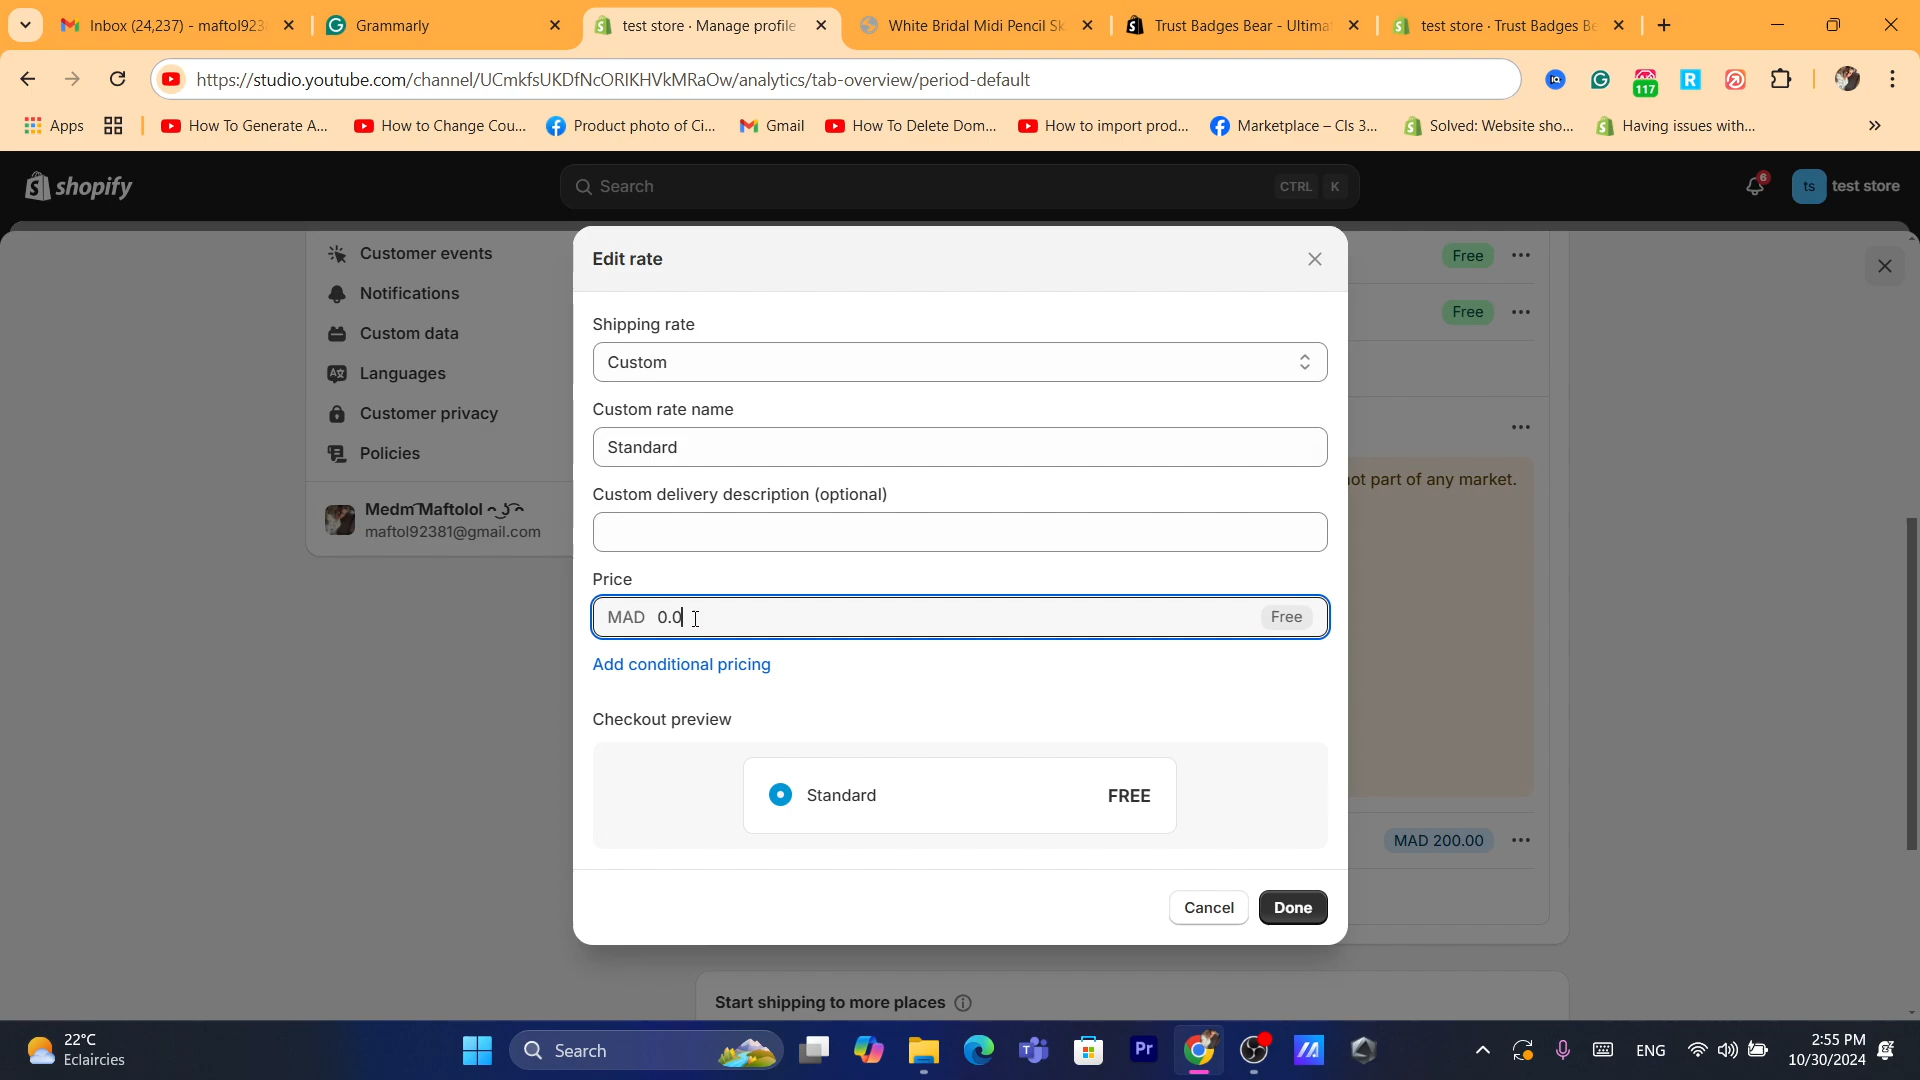 Inbox (24,237) - maftol923
Grammarly
test store · Manage profile
White Bridal Midi Pencil Sk
Trust Badges Bear - Ultima
test store · Trust Badges Be
https://studio.youtube.com/channel/UCmkfsUKDfNcORIKHVkMRaOw/analytics/tab-overview/period-default
117
Apps
How To Generate A...
How to Change Cou...
Product photo of Ci...
Gmail
How To Delete Dom...
How to import prod...
Marketplace – Cls 3...
Solved: Website sho...
Having issues with...
shopify
Search
CTRL K
6
ts
test store
Customer events
Notifications
Custom data
Languages
Customer privacy
Policies
maftol92381@gmail.com
Edit rate
Shipping rate
Custom
Custom rate name
Standard
Custom delivery description (optional)
Price
MAD 0.0
Free
Add conditional pricing
Checkout preview
Standard
FREE
Cancel
Done
Free
Free
not part of any market.
MAD 200.00
Start shipping to more places
22°C
Eclaircies
Search
ENG
2:55 PM
10/30/2024